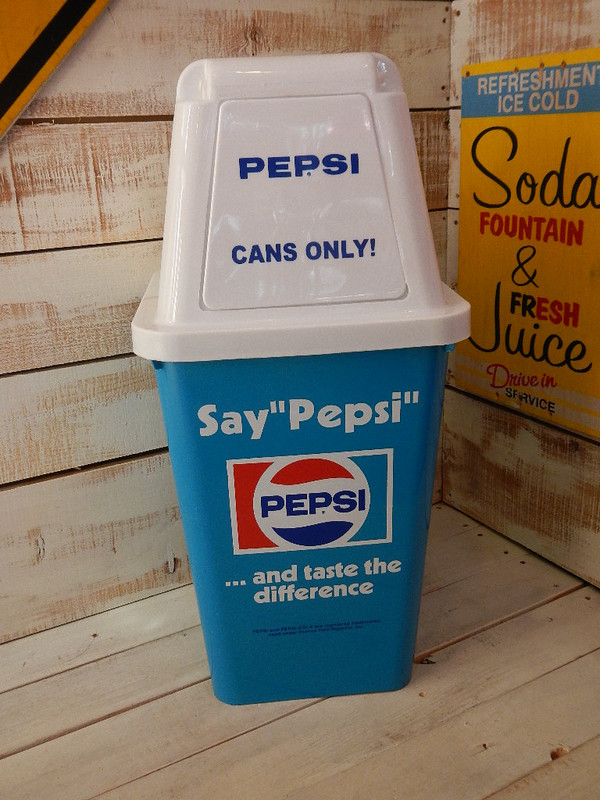 PEPSI
CANS ONLY!
Say"Pepsi"
PEPSI
... and taste the
difference
REFRESHMENT
ICE COLD
Soda
FOUNTAIN
&
FRESH
Juice
Drive in
SERVICE